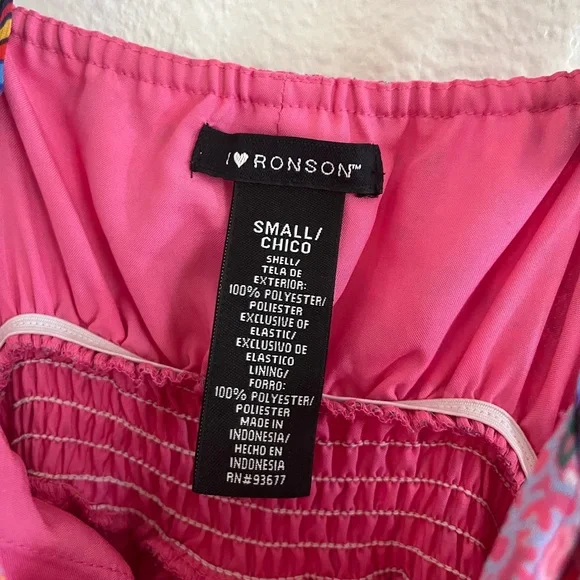 I♥RONSON™
SMALL/
CHICO
SHELL/
TELA DE
EXTERIOR:
100% POLYESTER/
POLIESTER
EXCLUSIVE OF
ELASTIC/
EXCLUSIVO DE
ELASTICO
LINING/
FORRO:
100% POLYESTER/
POLIESTER
MADE IN
INDONESIA/
HECHO EN
INDONESIA
RN#93677